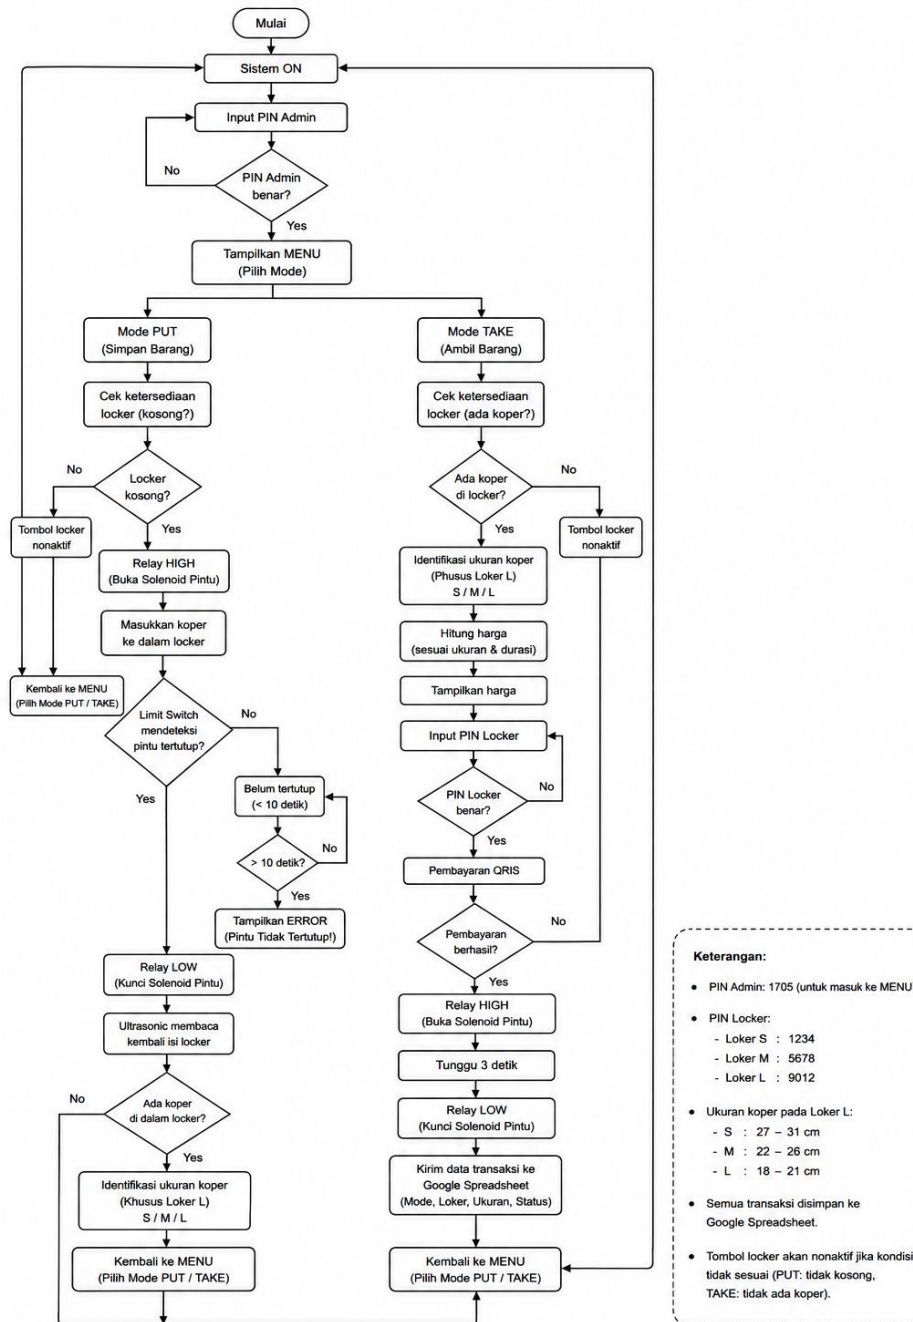 Mulai
Sistem ON
Input PIN Admin
No
PIN Admin
benar?
Yes
Tampilkan MENU
(Pilih Mode)
Mode PUT
(Simpan Barang)
Mode TAKE
(Ambil Barang)
Cek ketersediaan
locker (kosong?)
Cek ketersediaan
locker (ada koper?)
No
Locker
kosong?
Yes
No
Ada koper
di locker?
Yes
Tombol locker
nonaktif
Tombol locker
nonaktif
Relay HIGH
(Buka Solenoid Pintu)
Identifikasi ukuran koper
(Phusus Loker L)
S / M / L
Masukkan koper
ke dalam locker
Hitung harga
(sesuai ukuran & durasi)
Kembali ke MENU
(Pilih Mode PUT / TAKE)
Tampilkan harga
Limit Switch
mendeteksi
pintu tertutup?
No
Yes
Input PIN Locker
Belum tertutup
(< 10 detik)
No
PIN Locker
benar?
No
Yes
> 10 detik?
Yes
Pembayaran QRIS
Tampilkan ERROR
(Pintu Tidak Tertutup!)
Pembayaran
berhasil?
No
Yes
Relay LOW
(Kunci Solenoid Pintu)
Relay HIGH
(Buka Solenoid Pintu)
Ultrasonic membaca
kembali isi locker
Tunggu 3 detik
No
Ada koper
di dalam locker?
Yes
Relay LOW
(Kunci Solenoid Pintu)
Identifikasi ukuran koper
(Khusus Loker L)
S / M / L
Kirim data transaksi ke
Google Spreadsheet
(Mode, Loker, Ukuran, Status)
Kembali ke MENU
(Pilih Mode PUT / TAKE)
Kembali ke MENU
(Pilih Mode PUT / TAKE)
Keterangan:
• PIN Admin: 1705 (untuk masuk ke MENU
• PIN Locker:
- Loker S : 1234
- Loker M : 5678
- Loker L : 9012
• Ukuran koper pada Loker L:
- S : 27 – 31 cm
- M : 22 – 26 cm
- L : 18 – 21 cm
• Semua transaksi disimpan ke
Google Spreadsheet.
• Tombol locker akan nonaktif jika kondisi
tidak sesuai (PUT: tidak kosong,
TAKE: tidak ada koper).